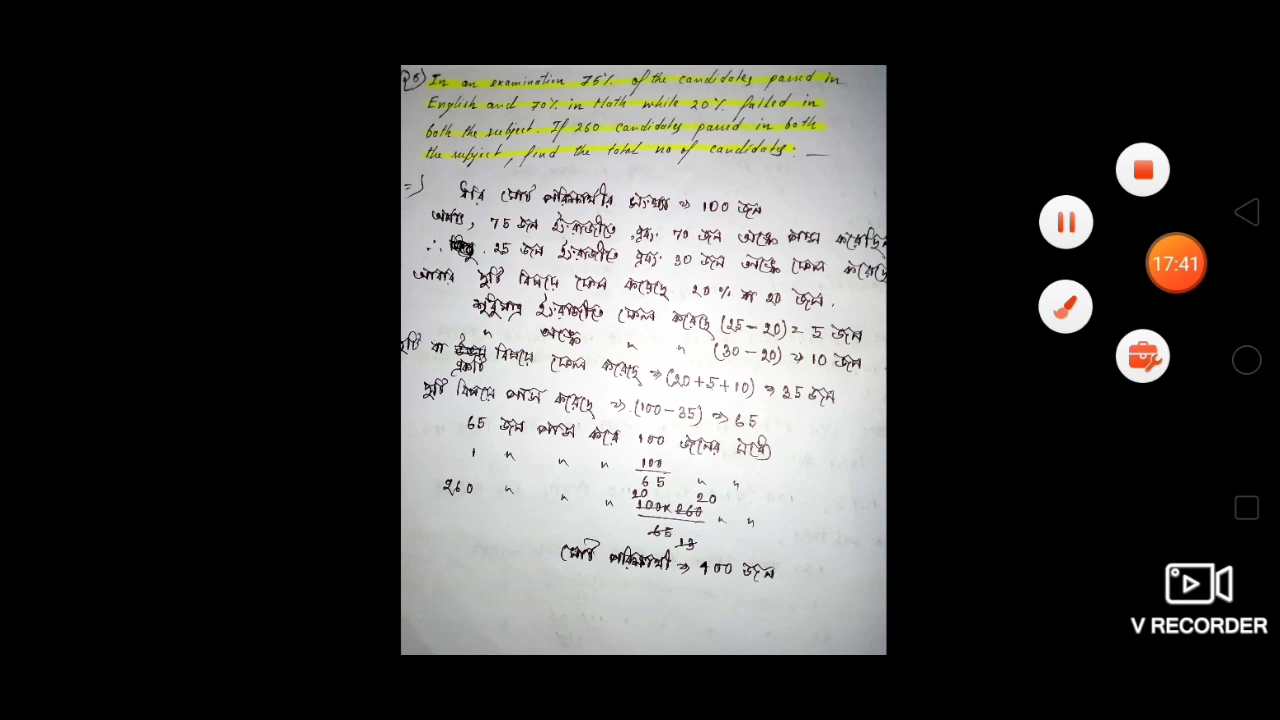 Q6) In an examination 75% of the candidates passed in
English and 70% in Math while 20% failed in
both the subject. If 260 candidates passed in both
the subject, find the total no of candidates. —
=> ধরি মোট পরিক্ষার্থীর সংখ্যা => 100 জন
অর্থাৎ, 75 জন ইংরাজীতে এবং 70 জন অঙ্কে পাস করেছিল
∴ 25 জন ইংরাজীতে এবং 30 জন অঙ্কে ফেল করেছে
আবার দুটি বিষয়ে ফেল করেছে 20% বা 20 জন.
শুধুমাত্র ইংরাজীতে ফেল করেছে (25-20) = 5 জন
" অঙ্কে " " (30-20) => 10 জন
দুটি বা একটি বিষয়ে ফেল করেছে => (20+5+10) => 35 জন
দুটি বিষয়ে পাস করেছে => (100-35) => 65
65 জন পাস করে 100 জনের মধ্যে
1 " " " 100/65 " "
20 20
260 " " " 100×260/65 " "
13
মোট পরিক্ষার্থী => 400 জন
17:41
V RECORDER